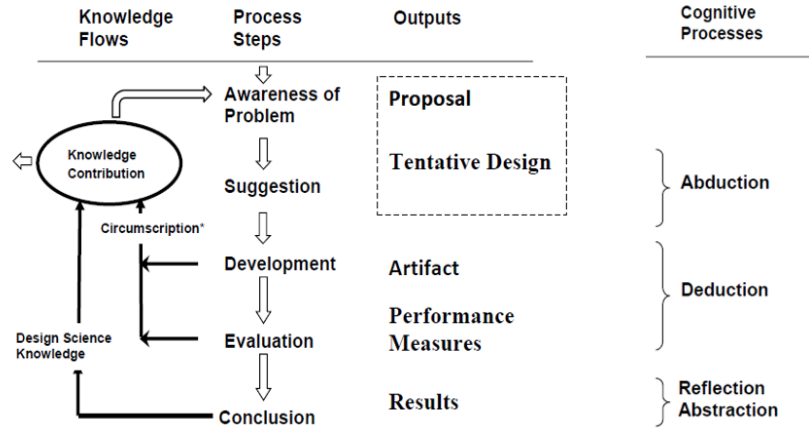 Knowledge
Flows
Process
Steps
Outputs
Cognitive
Processes
Awareness of
Problem
Proposal
Knowledge
Contribution
Tentative Design
Suggestion
Abduction
Circumscription*
Development
Artifact
Deduction
Performance
Measures
Design Science
Knowledge
Evaluation
Conclusion
Results
Reflection
Abstraction